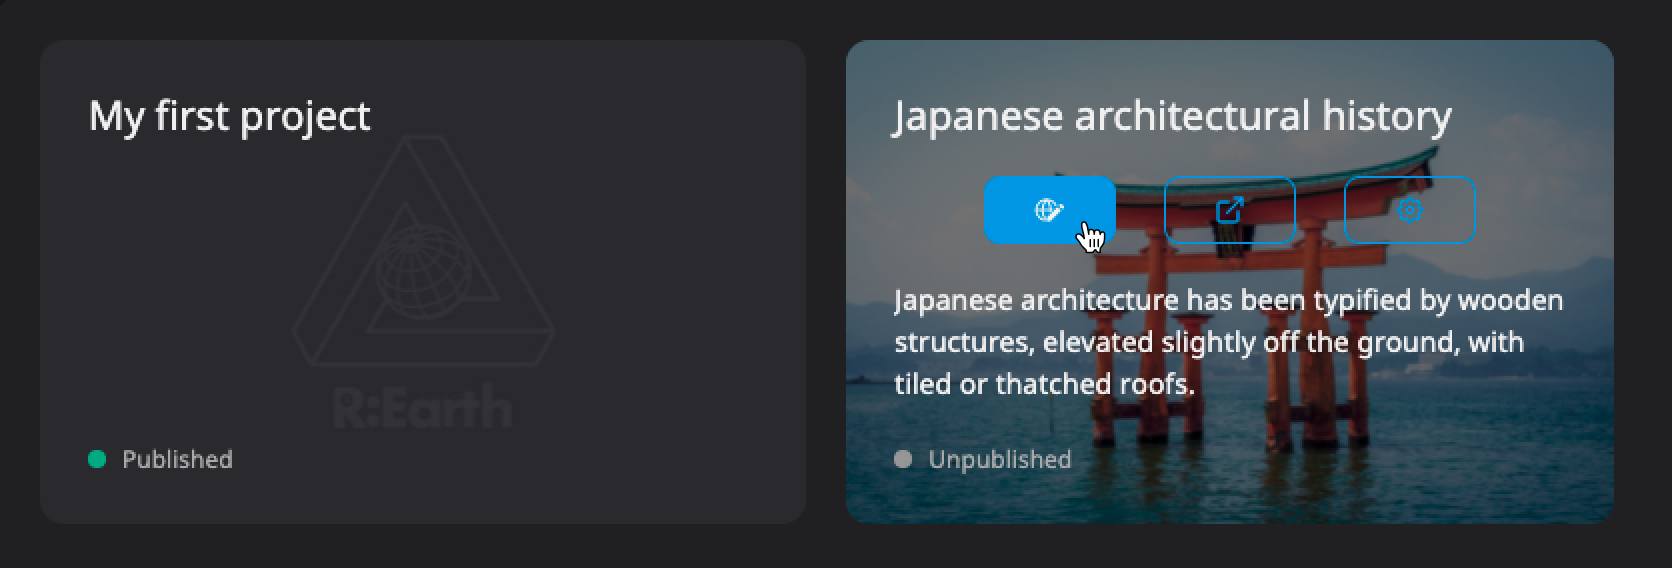 My first project
R:Earth
Published
Japanese architectural history
Japanese architecture has been typified by wooden
structures, elevated slightly off the ground, with
tiled or thatched roofs.
Unpublished